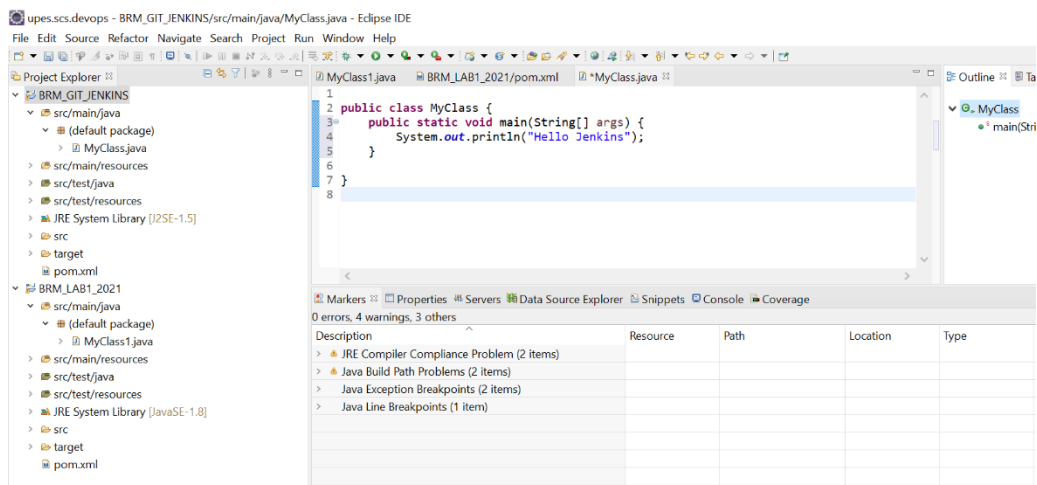 upes.scs.devops - BRM_GIT_JENKINS/src/main/java/MyClass.java - Eclipse IDE
File Edit Source Refactor Navigate Search Project Run Window Help
Project Explorer
BRM_GIT_JENKINS
src/main/java
(default package)
MyClass.java
src/main/resources
src/test/java
src/test/resources
JRE System Library [J2SE-1.5]
src
target
pom.xml
BRM_LAB1_2021
src/main/java
(default package)
MyClass1.java
src/main/resources
src/test/java
src/test/resources
JRE System Library [JavaSE-1.8]
src
target
pom.xml
MyClass1.java BRM_LAB1_2021/pom.xml *MyClass.java
1
2 public class MyClass {
3 public static void main(String[] args) {
4 System.out.println("Hello Jenkins");
5 }
6
7 }
8
Outline Ta
MyClass
main(Stri
Markers Properties Servers Data Source Explorer Snippets Console Coverage
0 errors, 4 warnings, 3 others
Description Resource Path Location Type
JRE Compiler Compliance Problem (2 items)
Java Build Path Problems (2 items)
Java Exception Breakpoints (2 items)
Java Line Breakpoints (1 item)